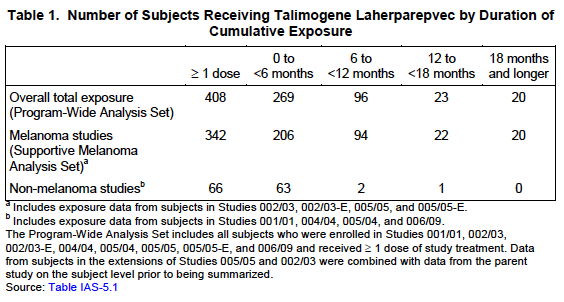 Table 1. Number of Subjects Receiving Talimogene Laherparepvec by Duration of
Cumulative Exposure
≥ 1 dose
0 to
<6 months
6 to
<12 months
12 to
<18 months
18 months
and longer
Overall total exposure
(Program-Wide Analysis Set)
408 269 96 23 20
Melanoma studies
(Supportive Melanoma
Analysis Set)a
342 206 94 22 20
Non-melanoma studiesb 66 63 2 1 0
a Includes exposure data from subjects in Studies 002/03, 002/03-E, 005/05, and 005/05-E.
b Includes exposure data from subjects in Studies 001/01, 004/04, 005/04, and 006/09.
The Program-Wide Analysis Set includes all subjects who were enrolled in Studies 001/01, 002/03,
002/03-E, 004/04, 005/04, 005/05, 005/05-E, and 006/09 and received ≥ 1 dose of study treatment. Data
from subjects in the extensions of Studies 005/05 and 002/03 were combined with data from the parent
study on the subject level prior to being summarized.
Source: Table IAS-5.1